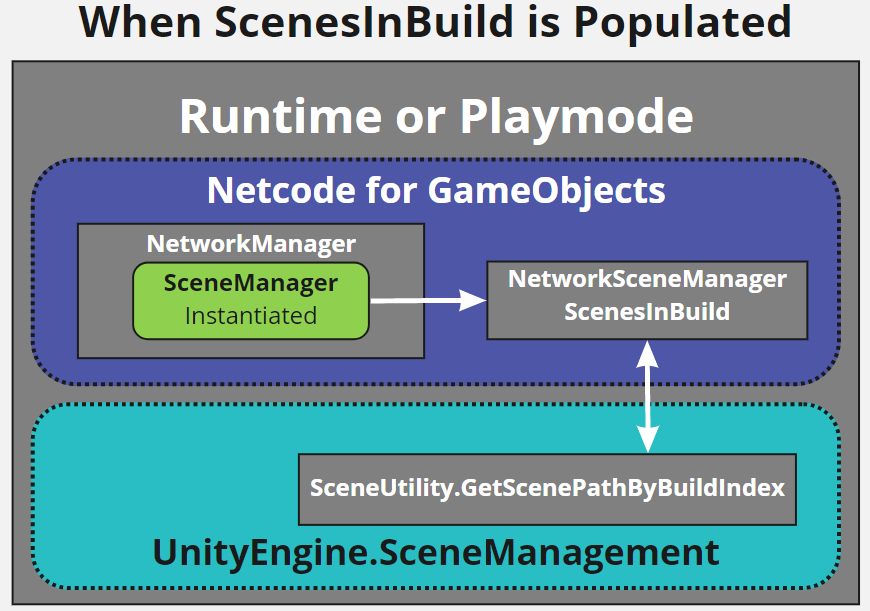 When ScenesInBuild is Populated
Runtime or Playmode
Netcode for GameObjects
NetworkManager
SceneManager
Instantiated
NetworkSceneManager
ScenesInBuild
SceneUtility.GetScenePathByBuildIndex
UnityEngine.SceneManagement